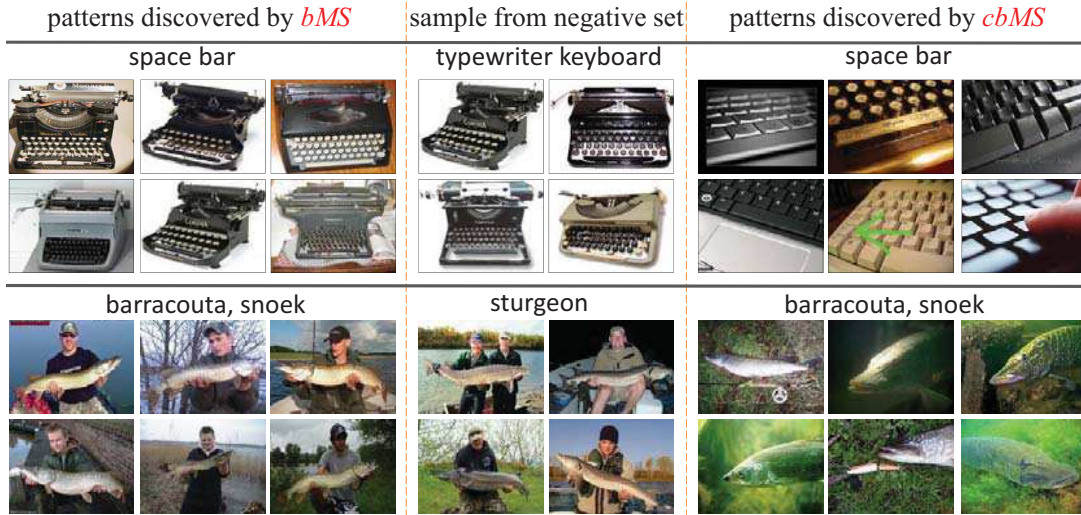 patterns discovered by bMS
sample from negative set
patterns discovered by cbMS
space bar
typewriter keyboard
space bar
barracouta, snoek
sturgeon
barracouta, snoek